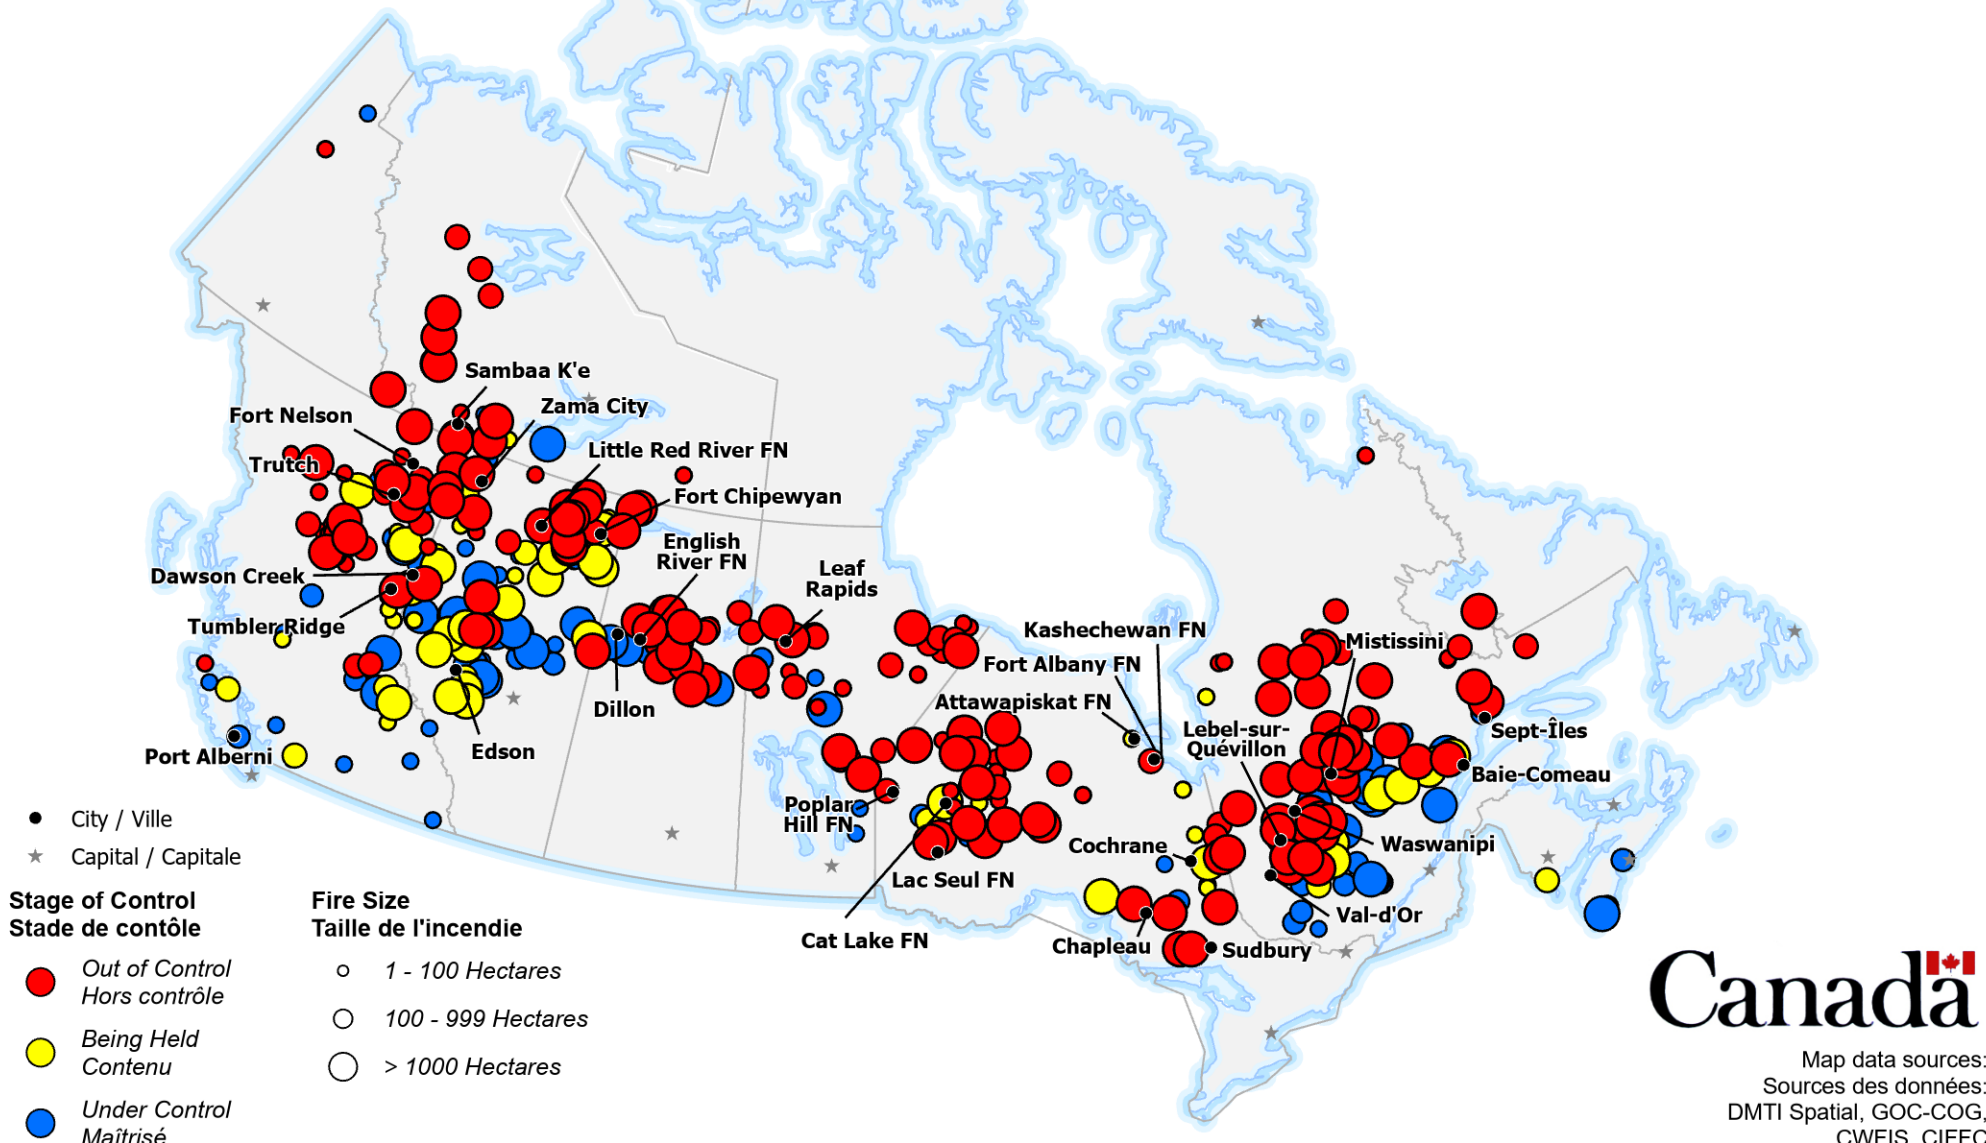 Sambaa K'e
Fort Nelson
Zama City
Trutch
Little Red River FN
Fort Chipewyan
English
River FN
Leaf
Rapids
Dawson Creek
Tumbler Ridge
Kashechewan FN
Mistissini
Fort Albany FN
Attawapiskat FN
Dillon
Lebel-sur-
Quévillon
Sept-Îles
Port Alberni
Edson
Baie-Comeau
Poplar
Hill FN
Cochrane
Waswanipi
Lac Seul FN
Val-d'Or
Cat Lake FN
Chapleau
Sudbury
City / Ville
Capital / Capitale
Stage of Control
Stade de contôle
Out of Control
Hors contrôle
Being Held
Contenu
Under Control
Maîtrisé
Fire Size
Taille de l'incendie
1 - 100 Hectares
100 - 999 Hectares
> 1000 Hectares
Canada
Map data sources:
Sources des données:
DMTI Spatial, GOC-COG,
CWFIS, CIFFC